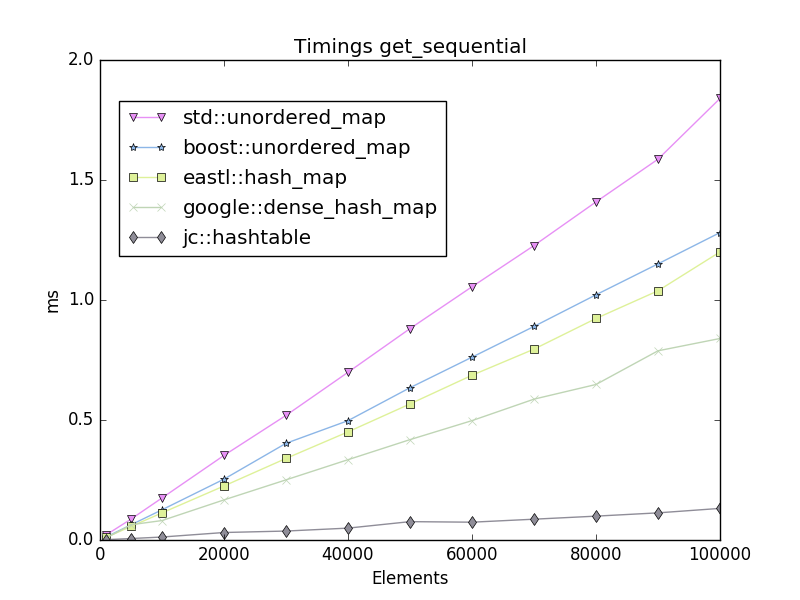 Timings get_sequential
2.0
1.5
1.0
0.5
0.0
ms
std::unordered_map
boost::unordered_map
eastl::hash_map
google::dense_hash_map
jc::hashtable
0 20000 40000 60000 80000 100000
Elements